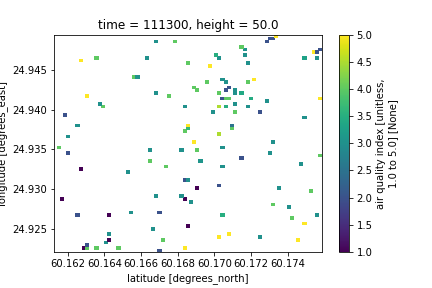 time = 111300, height = 50.0
24.945
24.940
24.935
24.930
24.925
longitude [degrees_east]
60.162 60.164 60.166 60.168 60.170 60.172 60.174
latitude [degrees_north]
5.0
4.5
4.0
3.5
3.0
2.5
2.0
1.5
1.0
air quality index [unitless,
1.0 to 5.0] [None]